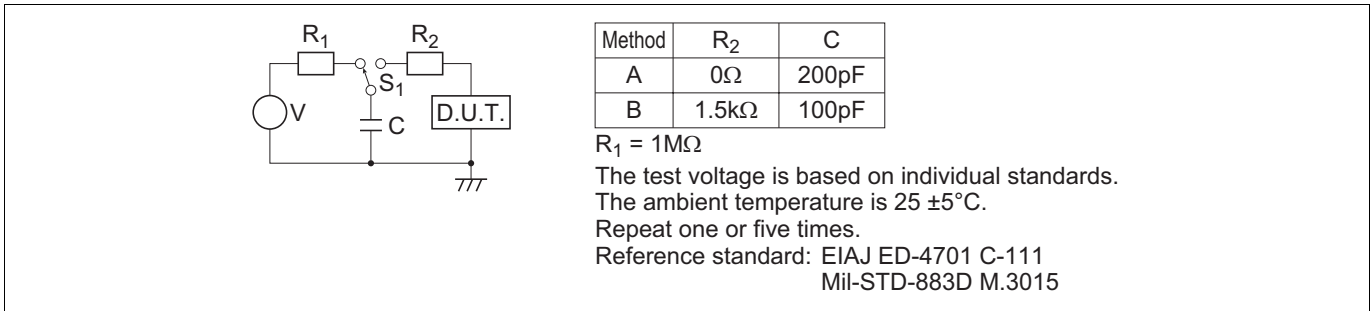 R1
R2
S1
V
C
D.U.T.
Method R2 C
A 0Ω 200pF
B 1.5kΩ 100pF
R1 = 1MΩ
The test voltage is based on individual standards.
The ambient temperature is 25 ±5°C.
Repeat one or five times.
Reference standard: EIAJ ED-4701 C-111
Mil-STD-883D M.3015